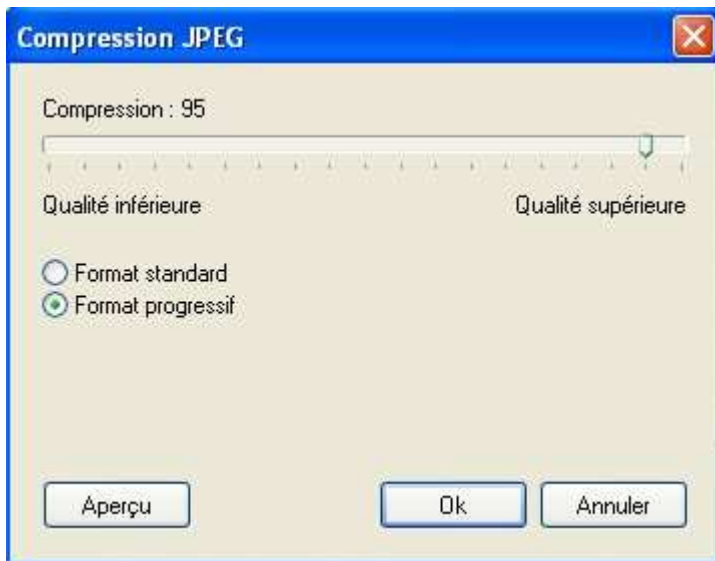 Compression JPEG
Compression : 95
Qualité inférieure Qualité supérieure
Format standard
Format progressif
Aperçu Ok Annuler